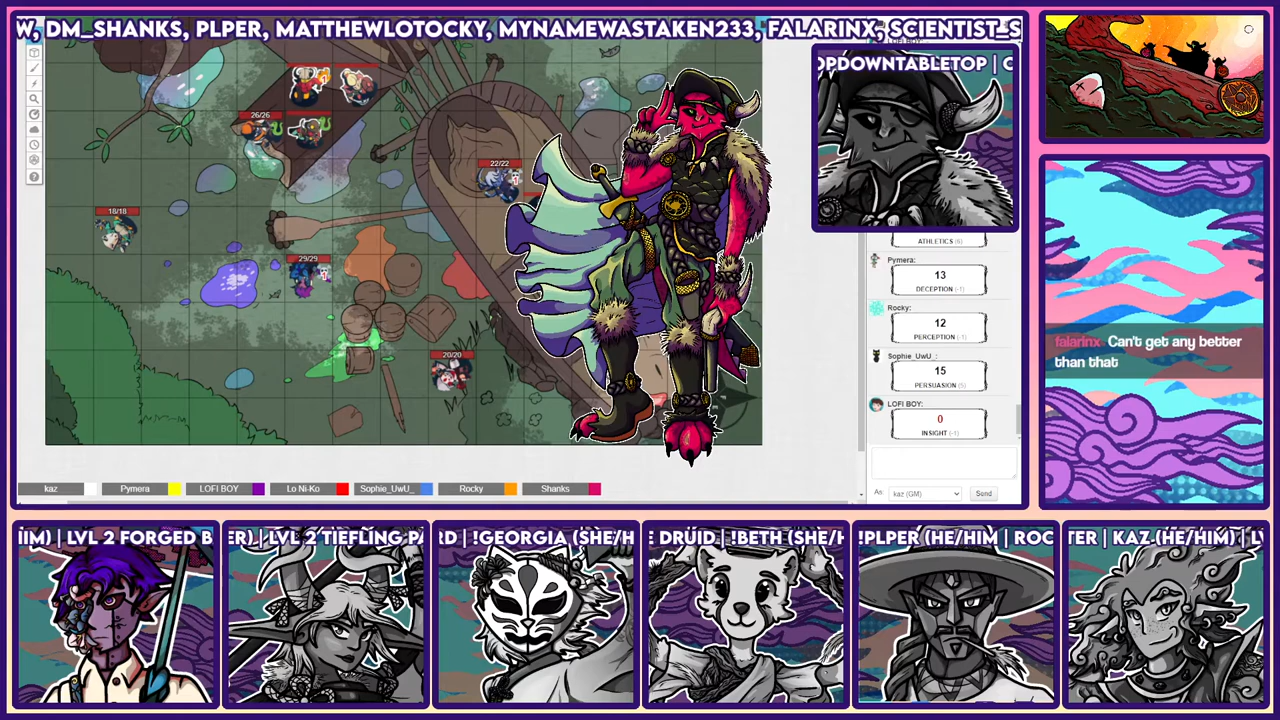 W, DM_SHANKS, PLPER, MATTHEWLOTOCKY, MYNAMEWASTAKEN233, FALARINX, SCIENTIST_S
OPDOWNTABLETOP | C
26/26
22/22
18/18
29/29
20/20
ATHLETICS (6)
Pymera:
13
DECEPTION (-1)
Rocky:
12
PERCEPTION (-1)
Sophie_UwU_:
15
PERSUASION (5)
LOFI BOY:
0
INSIGHT (-1)
As:
kaz (GM)
Send
kaz
Pymera
LOFI BOY
Lo Ni-Ko
Sophie_UwU_
Rocky
Shanks
falarinx Can't get any better
than that
HIM) | LVL 2 FORGED B
ER) | LVL 2 TIEFLING PA
RD | !GEORGIA (SHE/H
E DRUID | !BETH (SHE/H
!PLPER (HE/HIM | ROC
TER | KAZ (HE/HIM) | LV